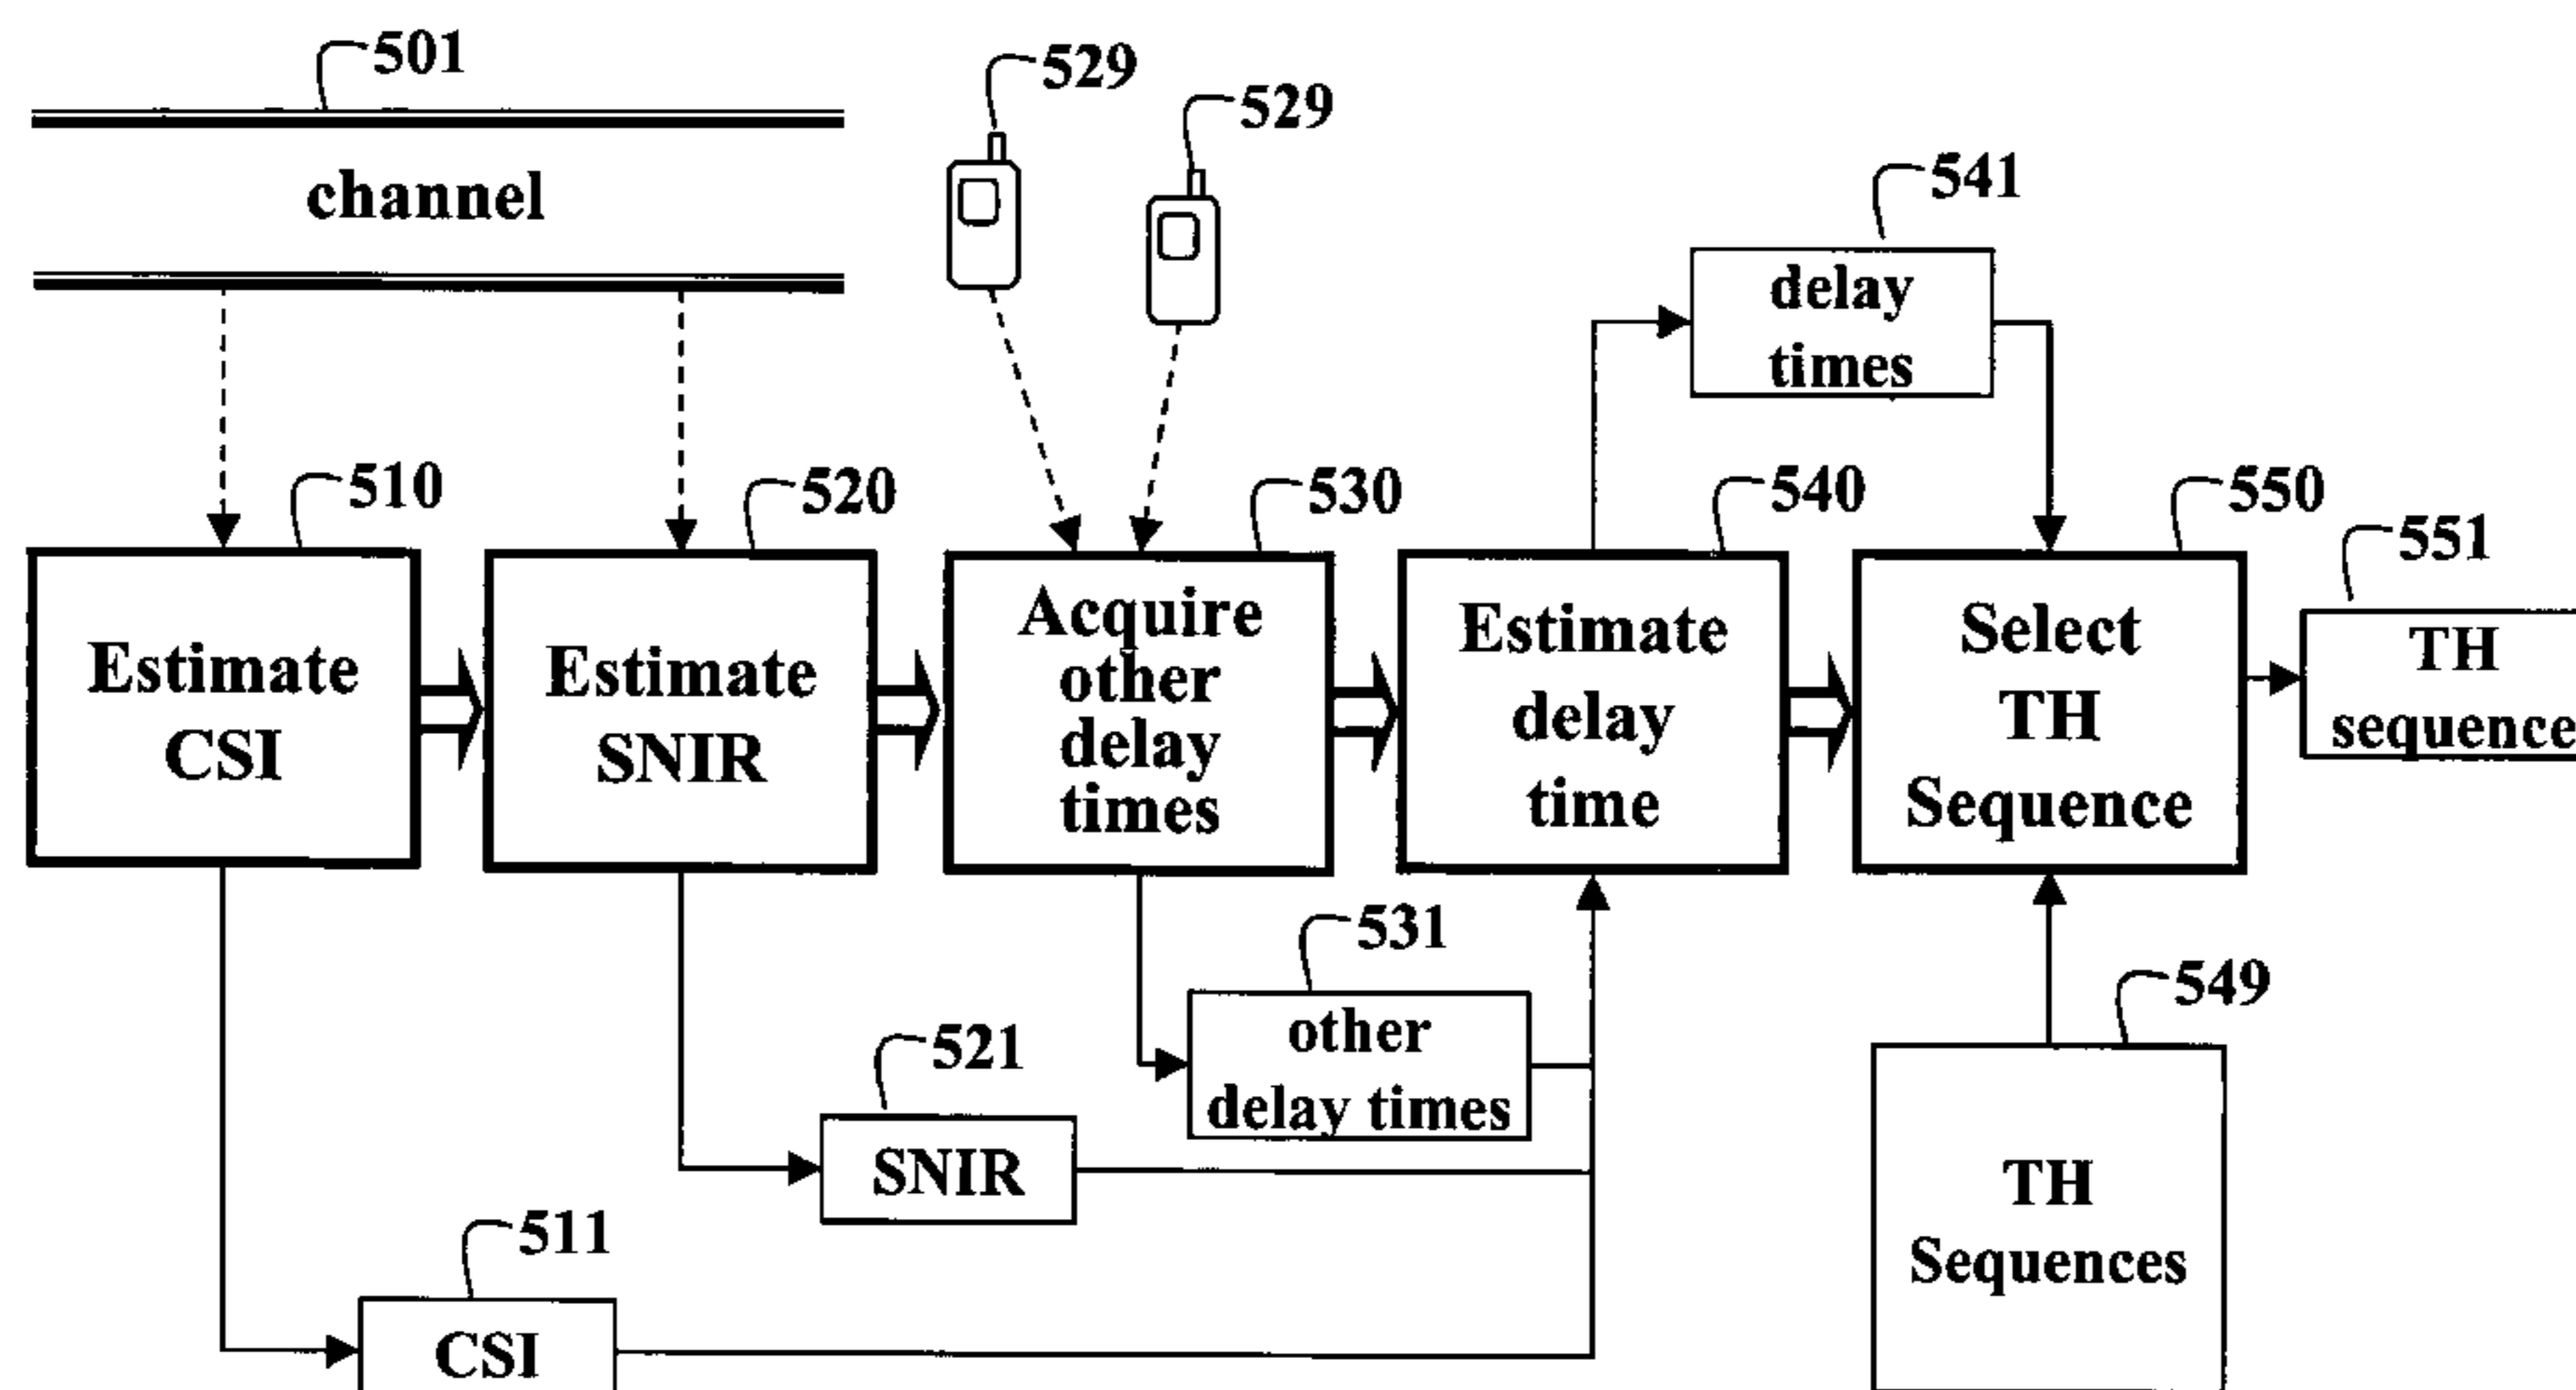 501
529
529
channel
541
delay
times
510
520
530
540
550
551
Estimate
CSI
Estimate
SNIR
Acquire
other
delay
times
Estimate
delay
time
Select
TH
Sequence
TH
sequence
531
other
delay times
549
521
SNIR
TH
Sequences
511
CSI